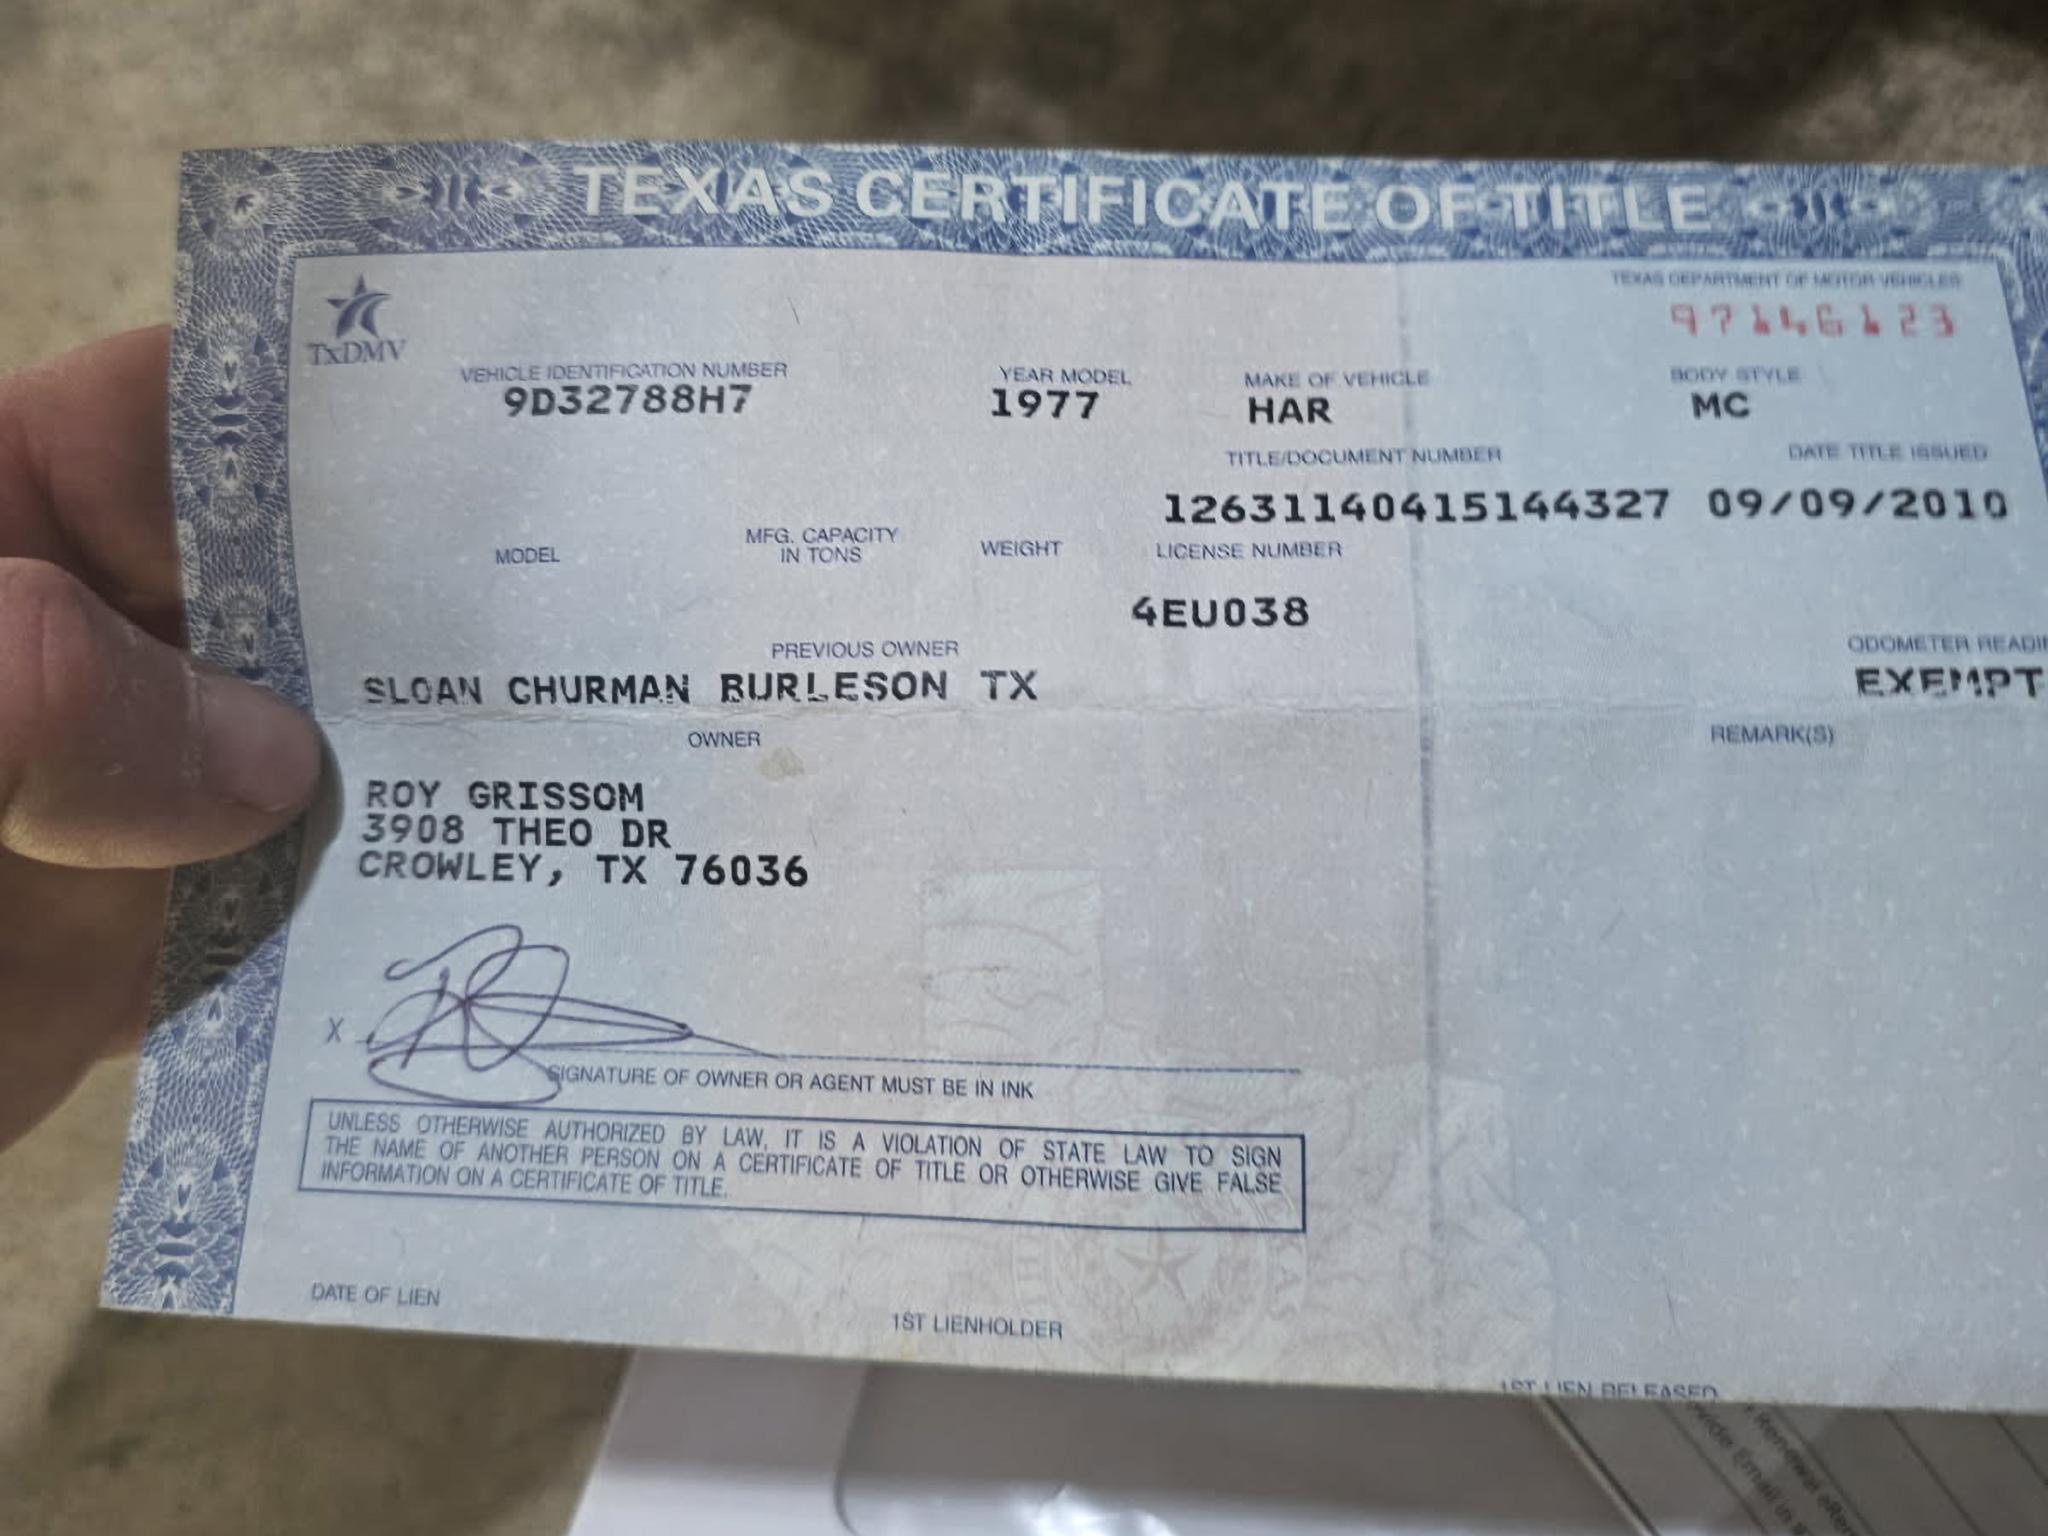 TEXAS CERTIFICATE OF TITLE
TxDMV
TEXAS DEPARTMENT OF MOTOR VEHICLES
VEHICLE IDENTIFICATION NUMBER
9D32788H7
YEAR MODEL
1977
MAKE OF VEHICLE
HAR
BODY STYLE
MC
TITLE/DOCUMENT NUMBER
12631140415144327
DATE TITLE ISSUED
09/09/2010
MODEL
MFG. CAPACITY
IN TONS
WEIGHT
LICENSE NUMBER
4EU038
PREVIOUS OWNER
SLOAN CHURMAN BURLESON TX
ODOMETER READI
EXEMPT
OWNER
REMARK(S)
ROY GRISSOM
3908 THEO DR
CROWLEY, TX 76036
X
SIGNATURE OF OWNER OR AGENT MUST BE IN INK
UNLESS OTHERWISE AUTHORIZED BY LAW, IT IS A VIOLATION OF STATE LAW TO SIGN
THE NAME OF ANOTHER PERSON ON A CERTIFICATE OF TITLE OR OTHERWISE GIVE FALSE
INFORMATION ON A CERTIFICATE OF TITLE.
DATE OF LIEN
1ST LIENHOLDER
1ST LIEN RELEASED
Renewal
Email in